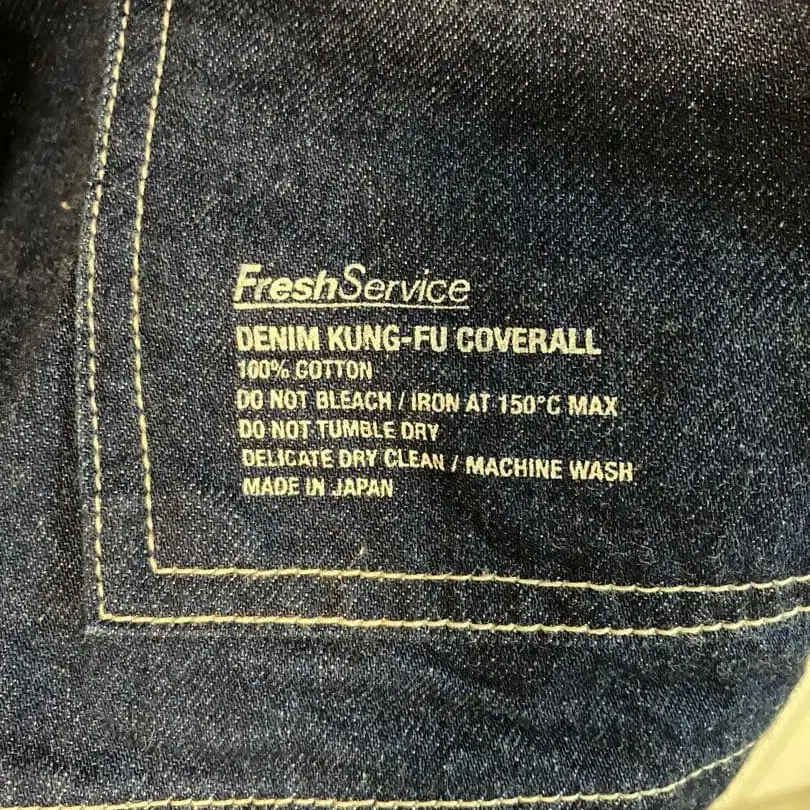 FreshService
DENIM KUNG-FU COVERALL
100% COTTON
DO NOT BLEACH / IRON AT 150°C MAX
DO NOT TUMBLE DRY
DELICATE DRY CLEAN / MACHINE WASH
MADE IN JAPAN